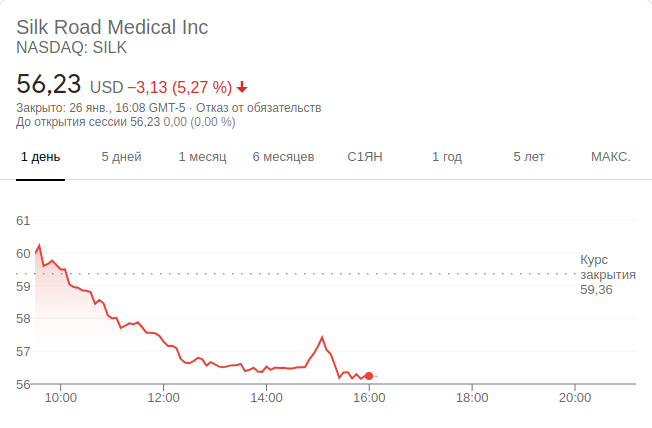 Silk Road Medical Inc
NASDAQ: SILK
56,23 USD −3,13 (5,27 %)
Закрыто: 26 янв., 16:08 GMT-5 · Отказ от обязательств
До открытия сессии 56,23 0,00 (0,00 %)
1 день 5 дней 1 месяц 6 месяцев С1ЯН 1 год 5 лет МАКС.
61
60
Курс
закрытия
59,36
59
58
57
56
10:00 12:00 14:00 16:00 18:00 20:00